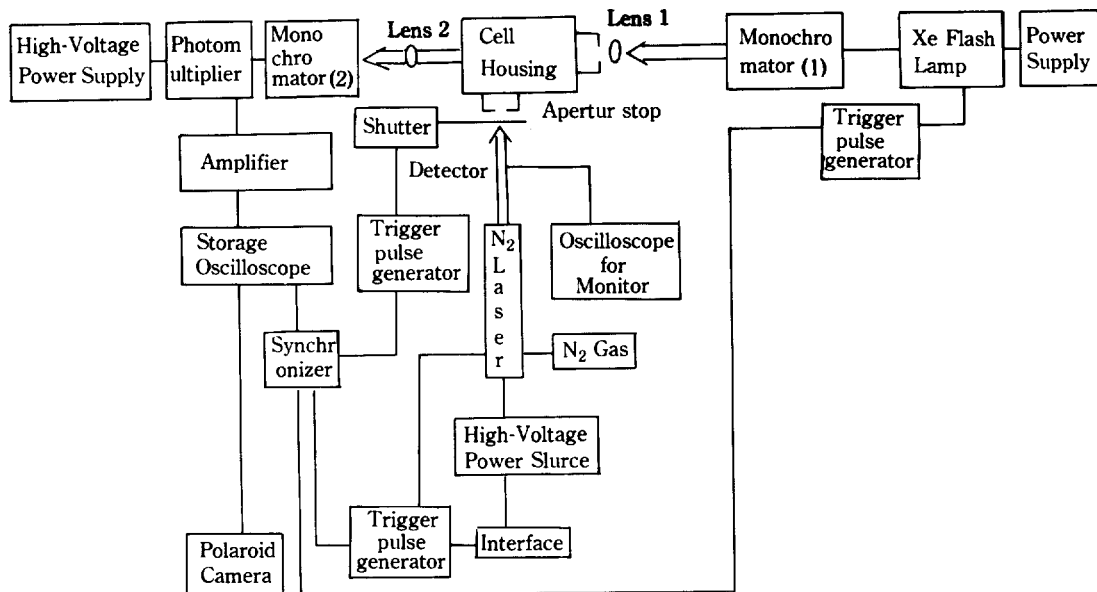 High-Voltage
Power Supply
Photom
ultiplier
Mono
chro
mator (2)
Lens 2
Cell
Housing
Lens 1
Monochro
mator (1)
Xe Flash
Lamp
Power
Supply
Shutter
Apertur stop
Trigger
pulse
generator
Amplifier
Detector
Storage
Oscilloscope
Trigger
pulse
generator
N2
L
a
s
e
r
Oscilloscope
for
Monitor
Synchr
onizer
N2 Gas
High-Voltage
Power Slurce
Trigger
pulse
generator
Interface
Polaroid
Camera